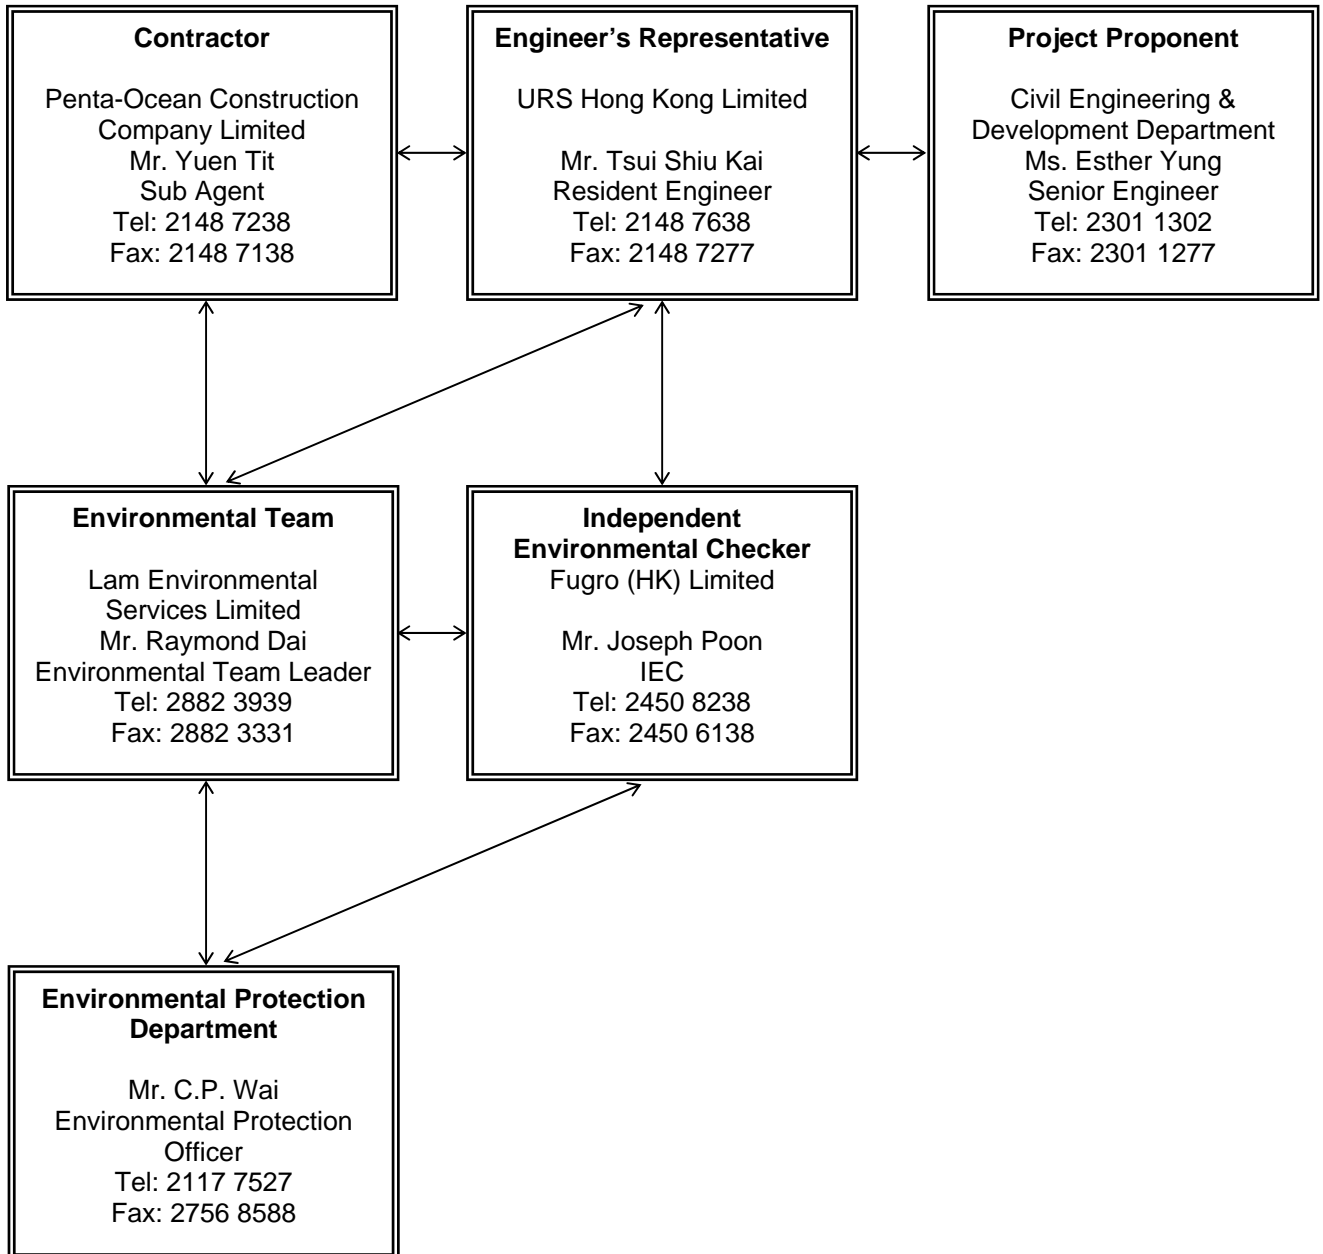 Contractor
Penta-Ocean Construction
Company Limited
Mr. Yuen Tit
Sub Agent
Tel: 2148 7238
Fax: 2148 7138
Engineer’s Representative
URS Hong Kong Limited
Mr. Tsui Shiu Kai
Resident Engineer
Tel: 2148 7638
Fax: 2148 7277
Project Proponent
Civil Engineering &
Development Department
Ms. Esther Yung
Senior Engineer
Tel: 2301 1302
Fax: 2301 1277
Environmental Team
Lam Environmental
Services Limited
Mr. Raymond Dai
Environmental Team Leader
Tel: 2882 3939
Fax: 2882 3331
Independent
Environmental Checker
Fugro (HK) Limited
Mr. Joseph Poon
IEC
Tel: 2450 8238
Fax: 2450 6138
Environmental Protection
Department
Mr. C.P. Wai
Environmental Protection
Officer
Tel: 2117 7527
Fax: 2756 8588